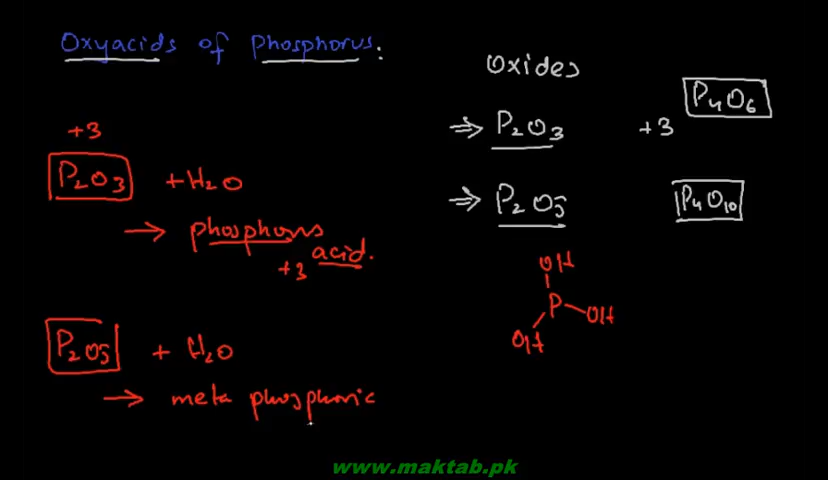 Oxyacids of Phosphorus:
oxides
P4O6
+3
⇒ P2O3 +3
P2O3 +H2O
⇒ P2O5
P4O10
→ phosphorus
acid.
+3
OH
P
OH
OH
P2O5 + H2O
→ meta phosphoric
www.maktab.pk